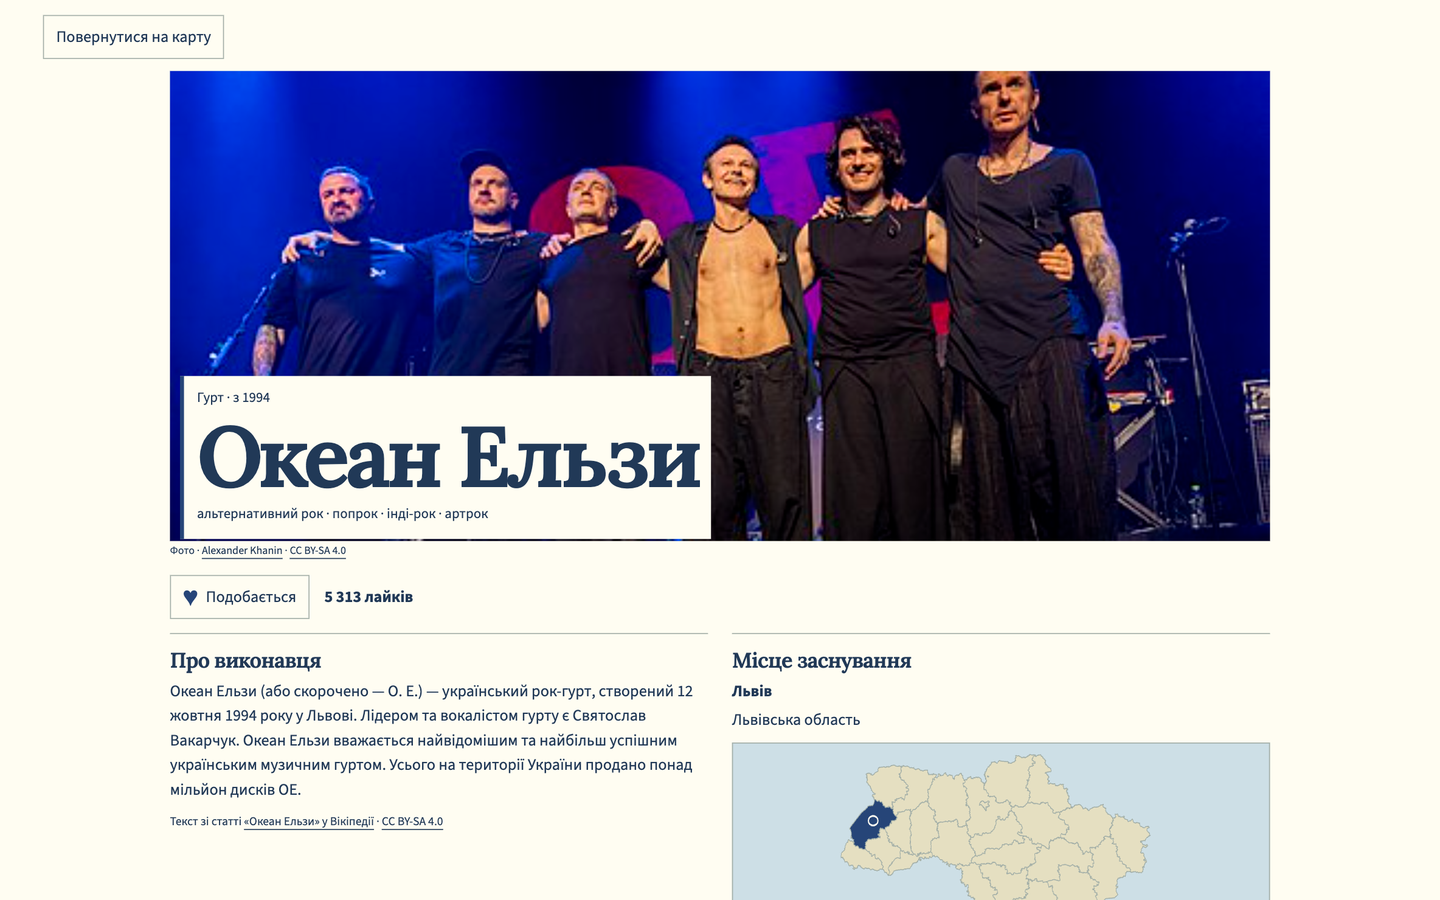 Повернутися на карту
Гурт · з 1994
Океан Ельзи
альтернативний рок · попрок · інді-рок · артрок
Фото · Alexander Khanin · CC BY-SA 4.0
♥ Подобається
5 313 лайків
Про виконавця
Океан Ельзи (або скорочено — О. Е.) — український рок-гурт, створений 12
жовтня 1994 року у Львові. Лідером та вокалістом гурту є Святослав
Вакарчук. Океан Ельзи вважається найвідомішим та найбільш успішним
українським музичним гуртом. Усього на території України продано понад
мільйон дисків ОЕ.
Текст зі статті «Океан Ельзи» у Вікіпедії · CC BY-SA 4.0
Місце заснування
Львів
Львівська область